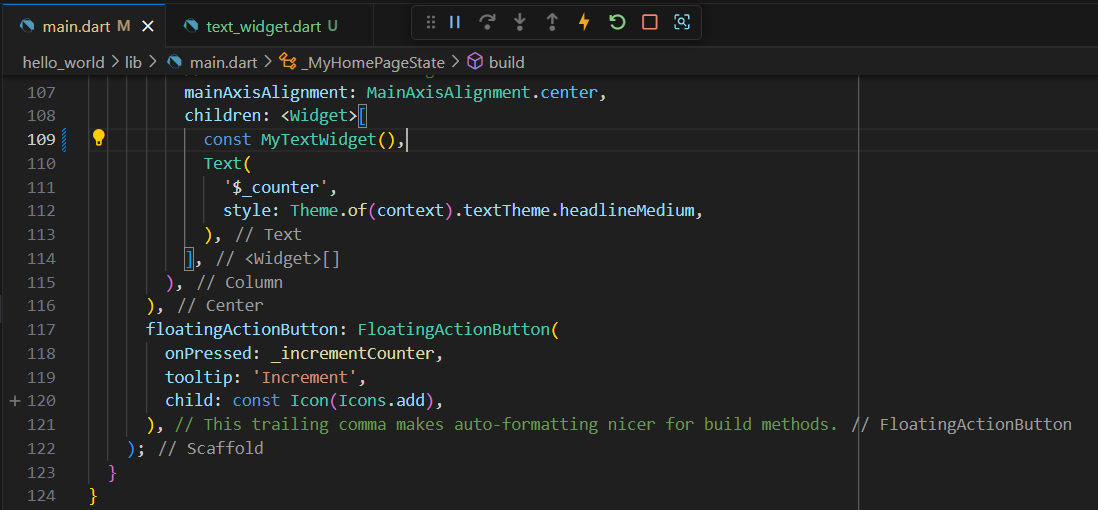 main.dart M
text_widget.dart U
hello_world > lib > main.dart > _MyHomePageState > build
107 mainAxisAlignment: MainAxisAlignment.center,
108 children: <Widget>[
109 const MyTextWidget(),
110 Text(
111 '$_counter',
112 style: Theme.of(context).textTheme.headlineMedium,
113 ), // Text
114 ], // <Widget>[]
115 ), // Column
116 ), // Center
117 floatingActionButton: FloatingActionButton(
118 onPressed: _incrementCounter,
119 tooltip: 'Increment',
120 child: const Icon(Icons.add),
121 ), // This trailing comma makes auto-formatting nicer for build methods. // FloatingActionButton
122 ); // Scaffold
123 }
124 }